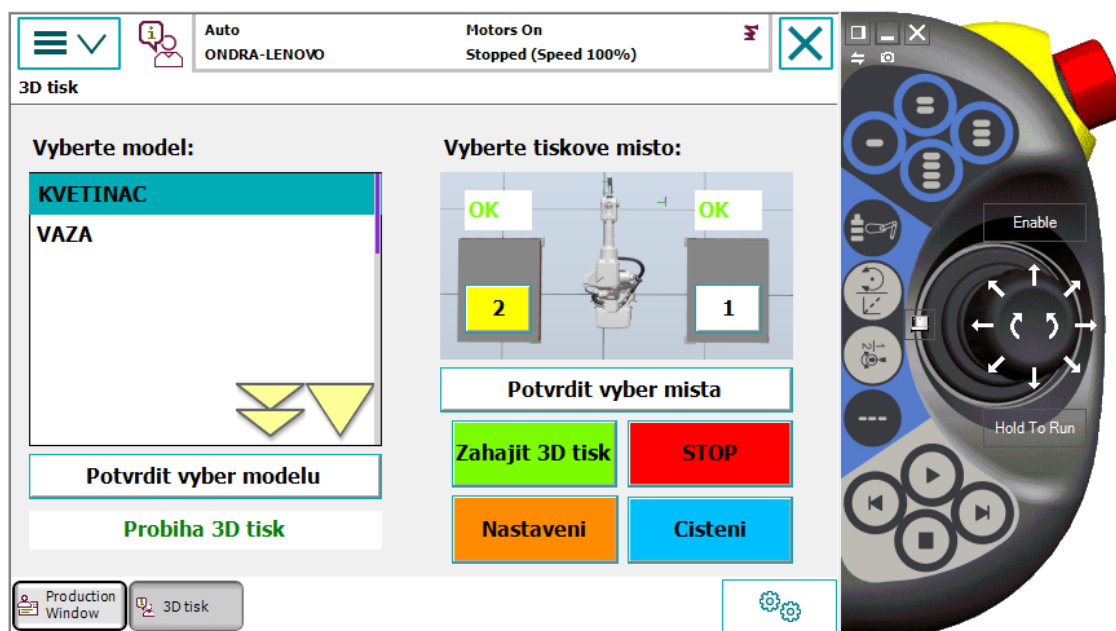 Auto
Motors On
ONDRA-LENOVO
Stopped (Speed 100%)
3D tisk
Vyberte model:
Vyberte tiskove misto:
KVETINAC
VAZA
OK
OK
2
1
Potvrdit vyber mista
Zahajit 3D tisk
STOP
Potvrdit vyber modelu
Probiha 3D tisk
Nastaveni
Cisteni
Production
Window
3D tisk
Enable
Hold To Run